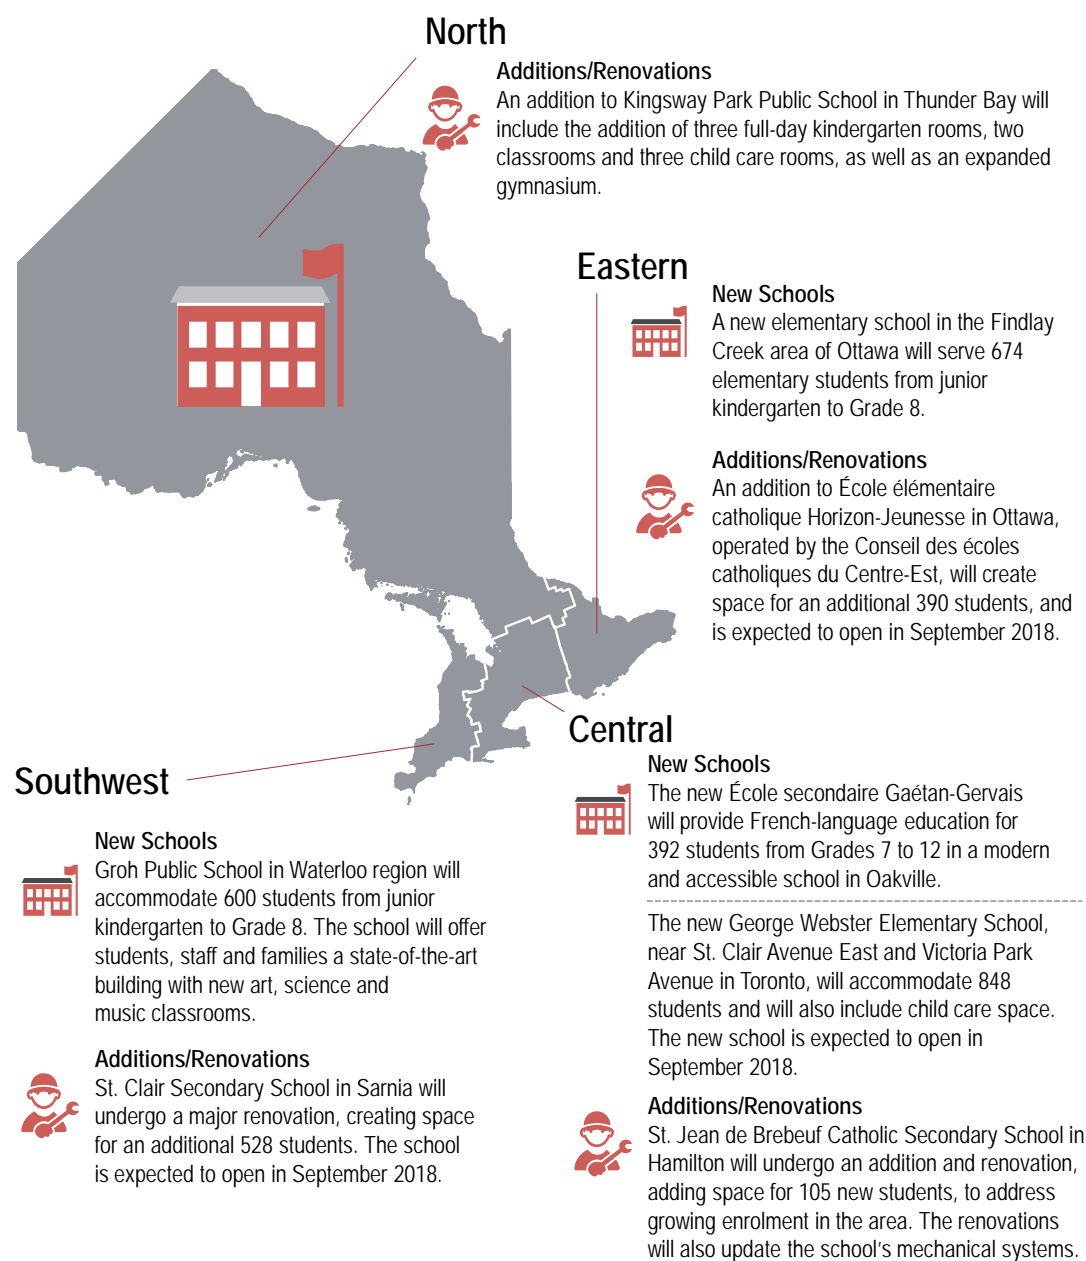 North
Additions/Renovations
An addition to Kingsway Park Public School in Thunder Bay will
include the addition of three full-day kindergarten rooms, two
classrooms and three child care rooms, as well as an expanded
gymnasium.
Eastern
New Schools
A new elementary school in the Findlay
Creek area of Ottawa will serve 674
elementary students from junior
kindergarten to Grade 8.
Additions/Renovations
An addition to École élémentaire
catholique Horizon-Jeunesse in Ottawa,
operated by the Conseil des écoles
catholiques du Centre-Est, will create
space for an additional 390 students, and
is expected to open in September 2018.
Central
New Schools
The new École secondaire Gaétan-Gervais
will provide French-language education for
392 students from Grades 7 to 12 in a modern
and accessible school in Oakville.
The new George Webster Elementary School,
near St. Clair Avenue East and Victoria Park
Avenue in Toronto, will accommodate 848
students and will also include child care space.
The new school is expected to open in
September 2018.
Additions/Renovations
St. Jean de Brebeuf Catholic Secondary School in
Hamilton will undergo an addition and renovation,
adding space for 105 new students, to address
growing enrolment in the area. The renovations
will also update the school's mechanical systems.
Southwest
New Schools
Groh Public School in Waterloo region will
accommodate 600 students from junior
kindergarten to Grade 8. The school will offer
students, staff and families a state-of-the-art
building with new art, science and
music classrooms.
Additions/Renovations
St. Clair Secondary School in Sarnia will
undergo a major renovation, creating space
for an additional 528 students. The school
is expected to open in September 2018.